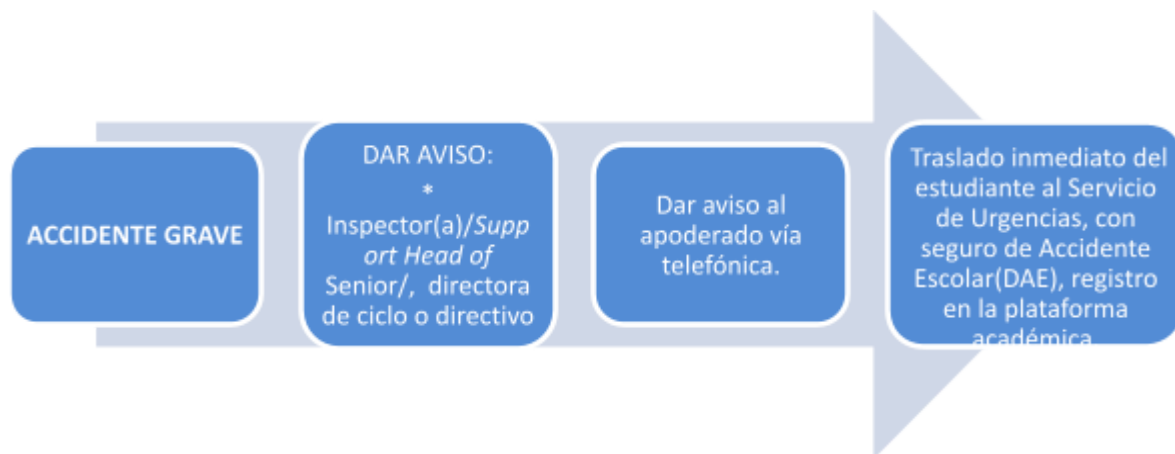 ACCIDENTE GRAVE
DAR AVISO:
*
Inspector(a)/Supp
ort Head of
Senior/, directora
de ciclo o directivo
Dar aviso al
apoderado vía
telefónica.
Traslado inmediato del
estudiante al Servicio
de Urgencias, con
seguro de Accidente
Escolar(DAE), registro
en la plataforma
académica.